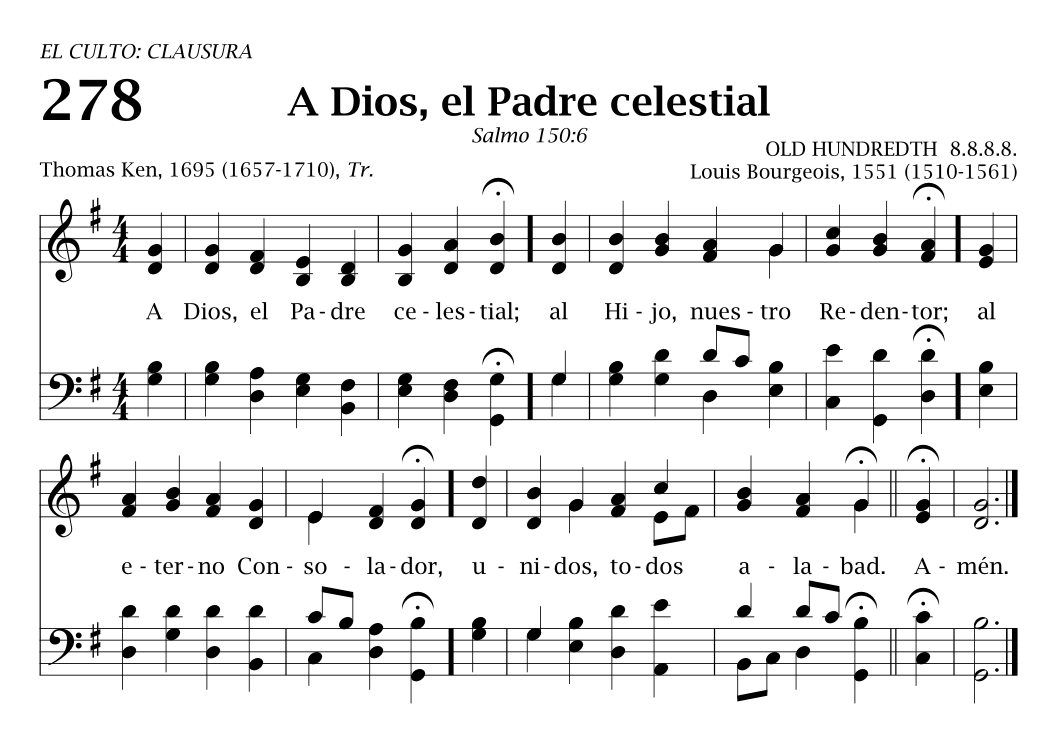 EL CULTO: CLAUSURA
278
A Dios, el Padre celestial
Salmo 150:6
OLD HUNDREDTH 8.8.8.8.
Thomas Ken, 1695 (1657-1710), Tr.
Louis Bourgeois, 1551 (1510-1561)
A Dios, el Pa - dre ce - les - tial; al Hi - jo, nues - tro Re - den - tor; al
e - ter - no Con - so - la - dor, u - ni - dos, to - dos a - la - bad. A - mén.